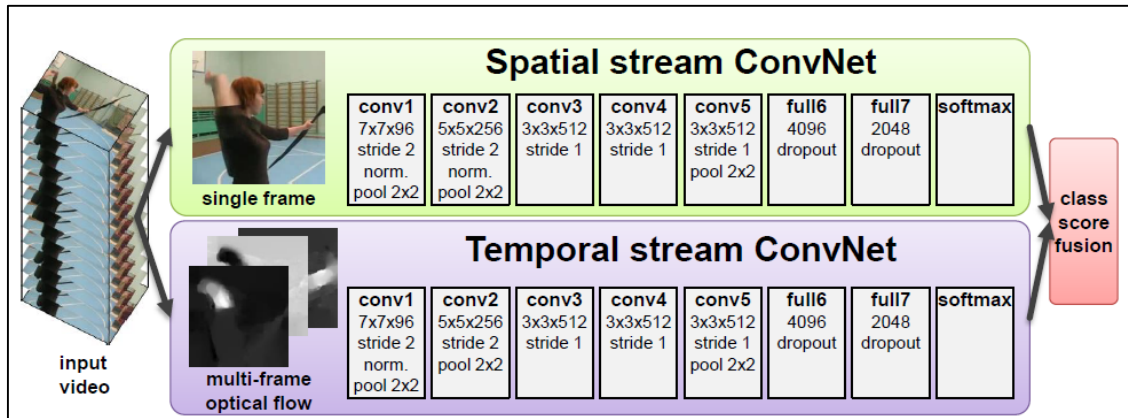 Spatial stream ConvNet
conv1
7x7x96
stride 2
norm.
pool 2x2
conv2
5x5x256
stride 2
norm.
pool 2x2
conv3
3x3x512
stride 1
conv4
3x3x512
stride 1
conv5
3x3x512
stride 1
pool 2x2
full6
4096
dropout
full7
2048
dropout
softmax
single frame
Temporal stream ConvNet
conv1
7x7x96
stride 2
norm.
pool 2x2
conv2
5x5x256
stride 2
pool 2x2
conv3
3x3x512
stride 1
conv4
3x3x512
stride 1
conv5
3x3x512
stride 1
pool 2x2
full6
4096
dropout
full7
2048
dropout
softmax
multi-frame
optical flow
input
video
class
score
fusion